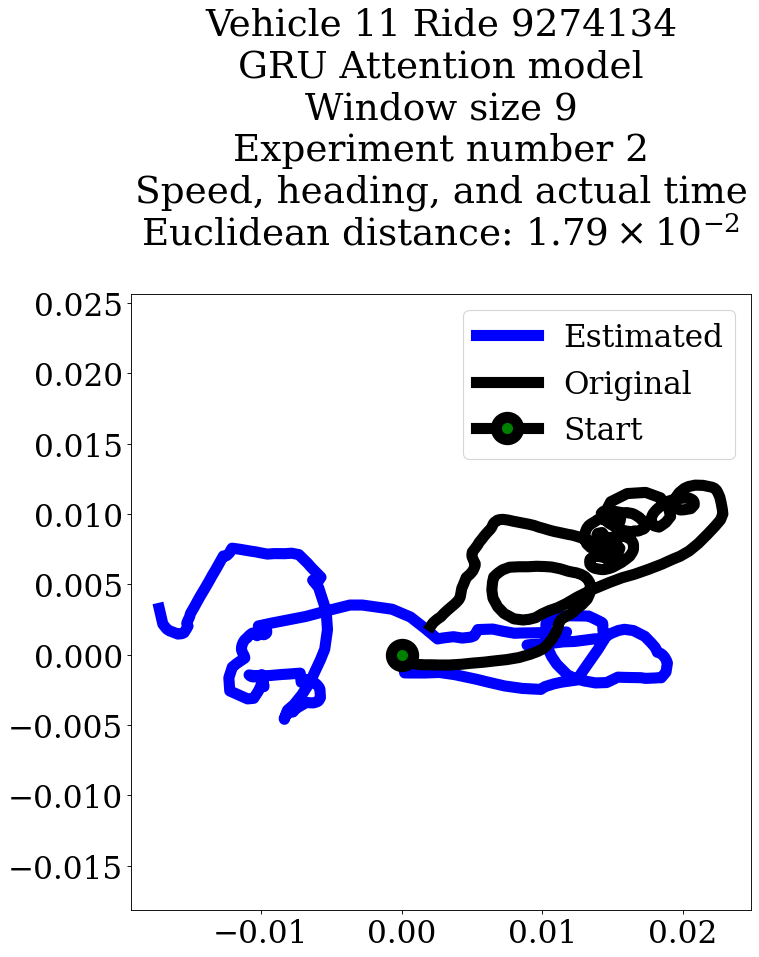 Vehicle 11 Ride 9274134
GRU Attention model
Window size 9
Experiment number 2
Speed, heading, and actual time
Euclidean distance: 1.79 × 10⁻²
0.025
0.020
0.015
0.010
0.005
0.000
−0.005
−0.010
−0.015
Estimated
Original
Start
−0.01 0.00 0.01 0.02